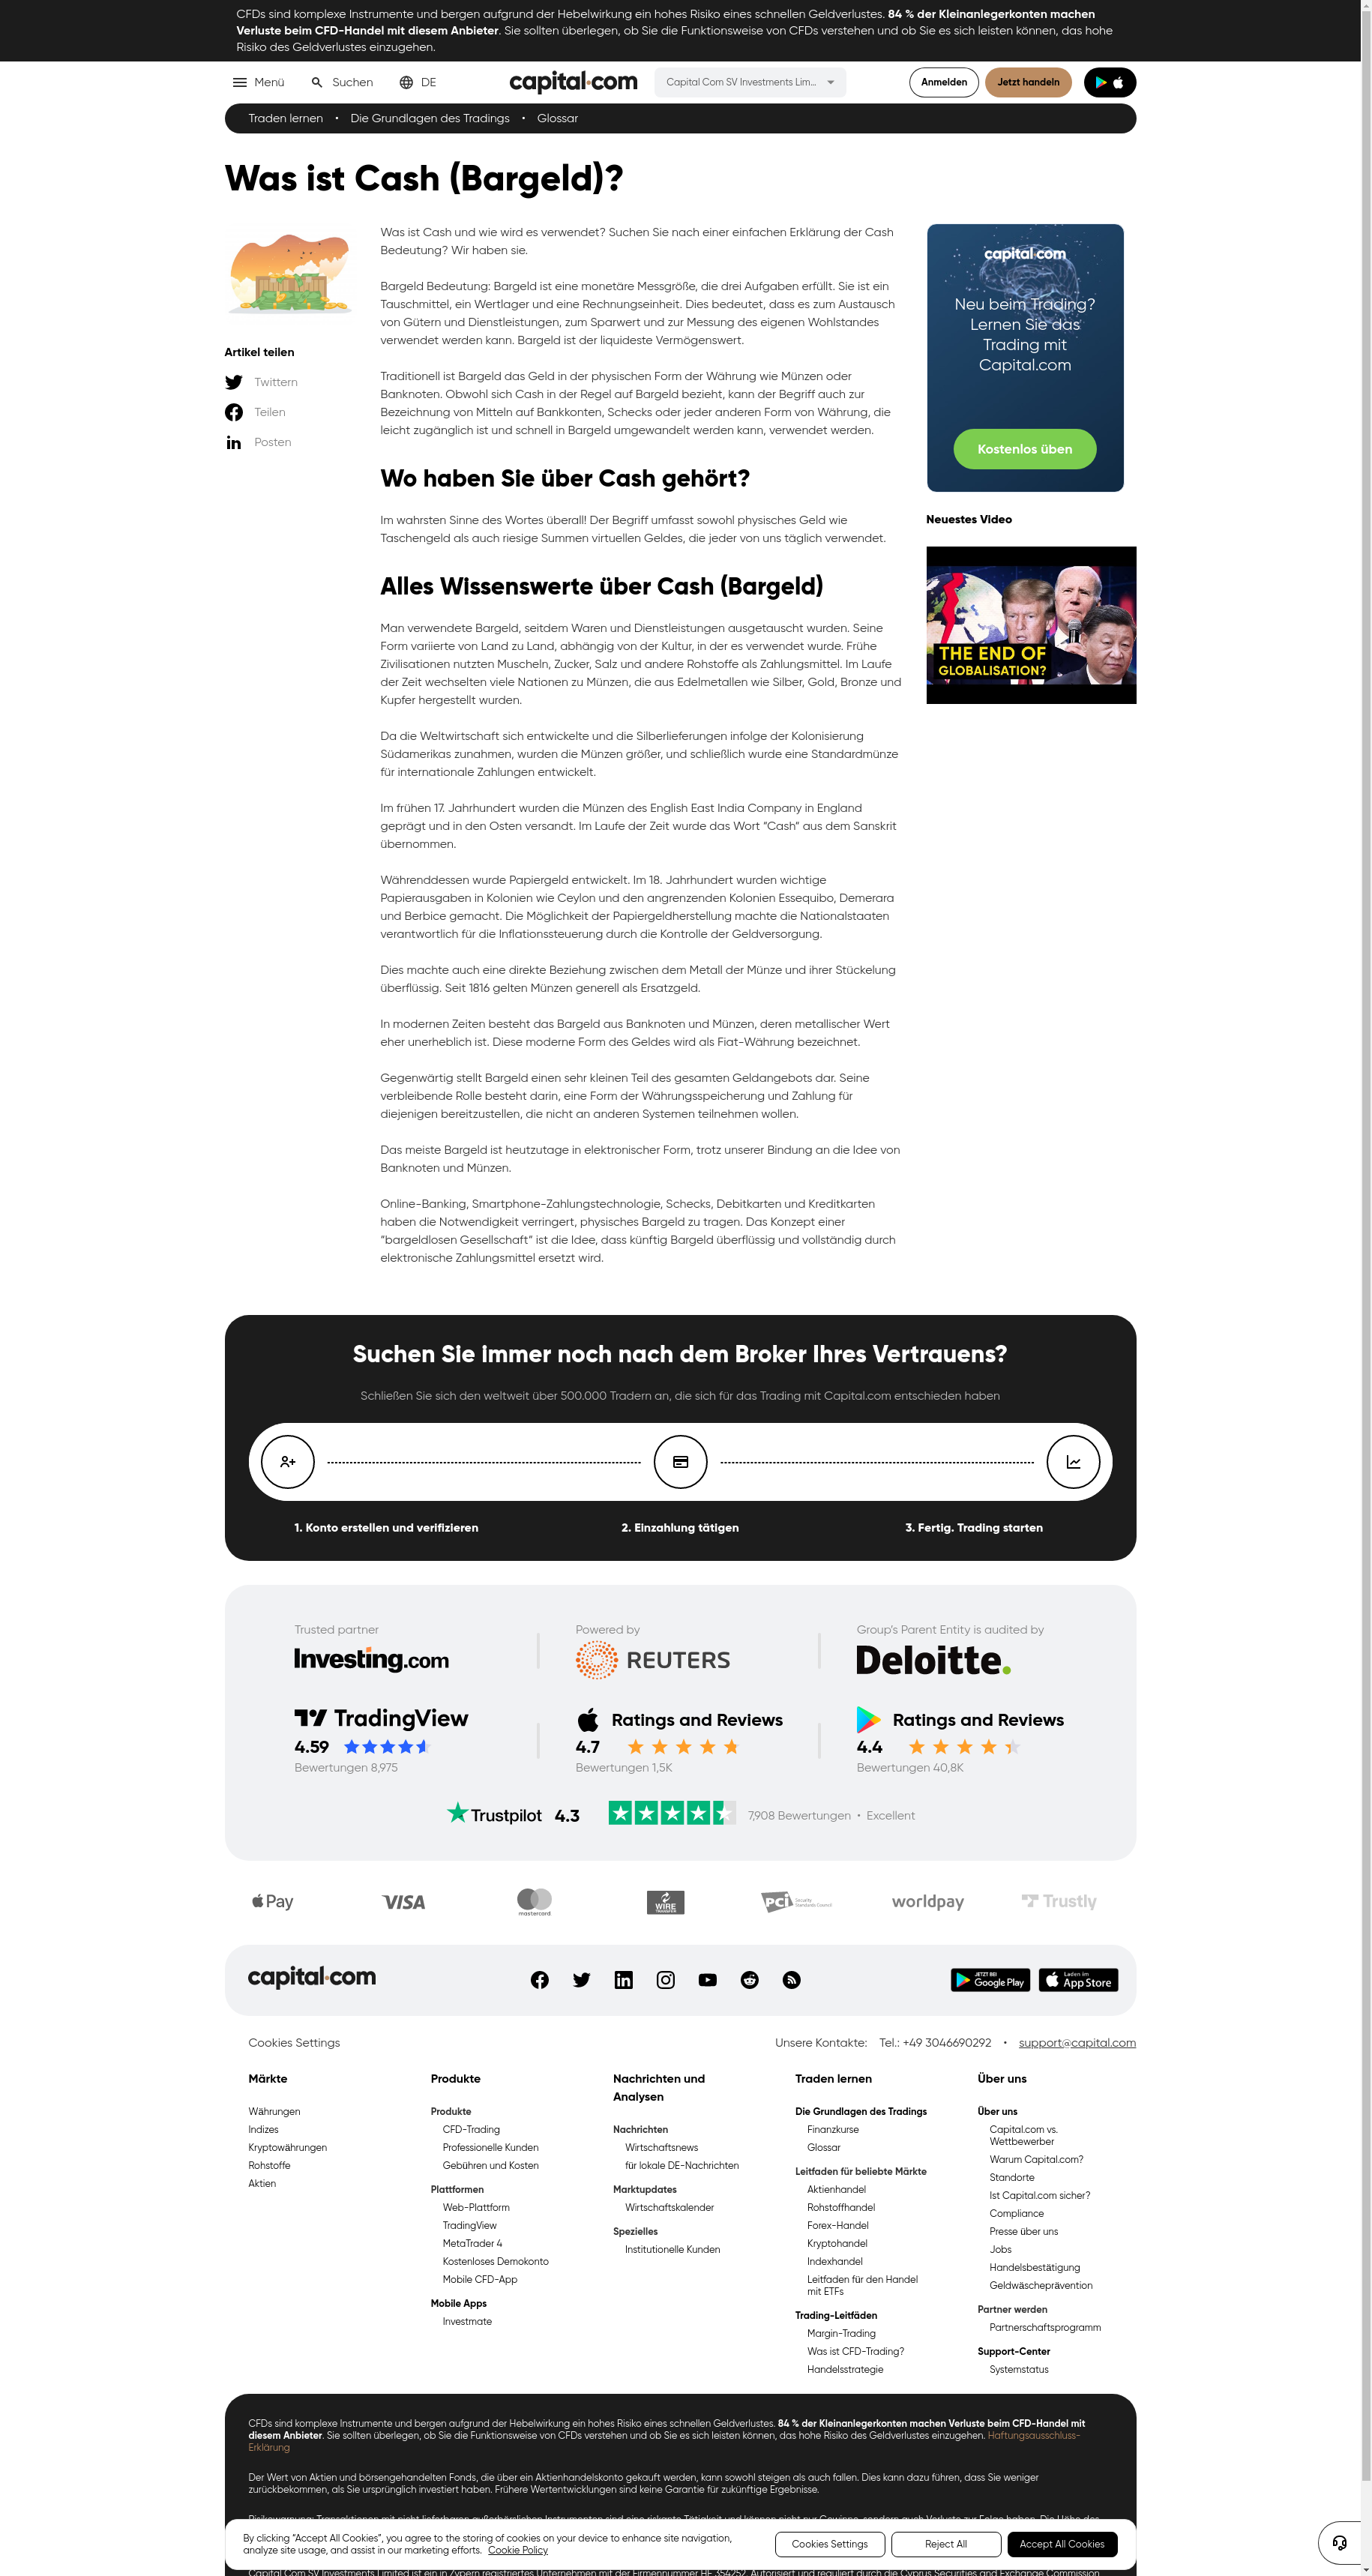 CFDs sind komplexe Instrumente und bergen aufgrund der Hebelwirkung ein hohes Risiko eines schnellen Geldverlustes. 84 % der Kleinanlegerkonten machen
Verluste beim CFD-Handel mit diesem Anbieter. Sie sollten überlegen, ob Sie die Funktionsweise von CFDs verstehen und ob Sie es sich leisten können, das hohe
Risiko des Geldverlustes einzugehen.
Menü
Suchen
DE
capital.com
Capital Com SV Investments Lim...
Anmelden
Jetzt handeln
Traden lernen • Die Grundlagen des Tradings • Glossar
Was ist Cash (Bargeld)?
Artikel teilen
Twittern
Teilen
Posten
Was ist Cash und wie wird es verwendet? Suchen Sie nach einer einfachen Erklärung der Cash
Bedeutung? Wir haben sie.
Bargeld Bedeutung: Bargeld ist eine monetäre Messgröße, die drei Aufgaben erfüllt. Sie ist ein
Tauschmittel, ein Wertlager und eine Rechnungseinheit. Dies bedeutet, dass es zum Austausch
von Gütern und Dienstleistungen, zum Sparwert und zur Messung des eigenen Wohlstandes
verwendet werden kann. Bargeld ist der liquideste Vermögenswert.
Traditionell ist Bargeld das Geld in der physischen Form der Währung wie Münzen oder
Banknoten. Obwohl sich Cash in der Regel auf Bargeld bezieht, kann der Begriff auch zur
Bezeichnung von Mitteln auf Bankkonten, Schecks oder jeder anderen Form von Währung, die
leicht zugänglich ist und schnell in Bargeld umgewandelt werden kann, verwendet werden.
Wo haben Sie über Cash gehört?
Im wahrsten Sinne des Wortes überall! Der Begriff umfasst sowohl physisches Geld wie
Taschengeld als auch riesige Summen virtuellen Geldes, die jeder von uns täglich verwendet.
Alles Wissenswerte über Cash (Bargeld)
Man verwendete Bargeld, seitdem Waren und Dienstleistungen ausgetauscht wurden. Seine
Form variierte von Land zu Land, abhängig von der Kultur, in der es verwendet wurde. Frühe
Zivilisationen nutzten Muscheln, Zucker, Salz und andere Rohstoffe als Zahlungsmittel. Im Laufe
der Zeit wechselten viele Nationen zu Münzen, die aus Edelmetallen wie Silber, Gold, Bronze und
Kupfer hergestellt wurden.
Da die Weltwirtschaft sich entwickelte und die Silberlieferungen infolge der Kolonisierung
Südamerikas zunahmen, wurden die Münzen größer, und schließlich wurde eine Standardmünze
für internationale Zahlungen entwickelt.
Im frühen 17. Jahrhundert wurden die Münzen des English East India Company in England
geprägt und in den Osten versandt. Im Laufe der Zeit wurde das Wort “Cash” aus dem Sanskrit
übernommen.
Währenddessen wurde Papiergeld entwickelt. Im 18. Jahrhundert wurden wichtige
Papierausgaben in Kolonien wie Ceylon und den angrenzenden Kolonien Essequibo, Demerara
und Berbice gemacht. Die Möglichkeit der Papiergeldherstellung machte die Nationalstaaten
verantwortlich für die Inflationssteuerung durch die Kontrolle der Geldversorgung.
Dies machte auch eine direkte Beziehung zwischen dem Metall der Münze und ihrer Stückelung
überflüssig. Seit 1816 gelten Münzen generell als Ersatzgeld.
In modernen Zeiten besteht das Bargeld aus Banknoten und Münzen, deren metallischer Wert
eher unerheblich ist. Diese moderne Form des Geldes wird als Fiat-Währung bezeichnet.
Gegenwärtig stellt Bargeld einen sehr kleinen Teil des gesamten Geldangebots dar. Seine
verbleibende Rolle besteht darin, eine Form der Währungsspeicherung und Zahlung für
diejenigen bereitzustellen, die nicht an anderen Systemen teilnehmen wollen.
Das meiste Bargeld ist heutzutage in elektronischer Form, trotz unserer Bindung an die Idee von
Banknoten und Münzen.
Online-Banking, Smartphone-Zahlungstechnologie, Schecks, Debitkarten und Kreditkarten
haben die Notwendigkeit verringert, physisches Bargeld zu tragen. Das Konzept einer
“bargeldlosen Gesellschaft” ist die Idee, dass künftig Bargeld überflüssig und vollständig durch
elektronische Zahlungsmittel ersetzt wird.
capital.com
Neu beim Trading?
Lernen Sie das
Trading mit
Capital.com
Kostenlos üben
Neuestes Video
THE END OF
GLOBALISATION?
Suchen Sie immer noch nach dem Broker Ihres Vertrauens?
Schließen Sie sich den weltweit über 500.000 Tradern an, die sich für das Trading mit Capital.com entschieden haben
1. Konto erstellen und verifizieren
2. Einzahlung tätigen
3. Fertig. Trading starten
Trusted partner
Investing.com
Powered by
REUTERS
Group's Parent Entity is audited by
Deloitte.
TradingView
4.59
Bewertungen 8,975
Ratings and Reviews
4.7
Bewertungen 1,5K
Ratings and Reviews
4.4
Bewertungen 40,8K
Trustpilot 4.3
7,908 Bewertungen • Excellent
Pay
VISA
mastercard
WIRE
TRANSFER
PCI Security
Standards Council
worldpay
Trustly
capital.com
JETZT BEI
Google Play
Laden im
App Store
Cookies Settings
Unsere Kontakte: Tel.: +49 3046690292 • support@capital.com
Märkte
Währungen
Indizes
Kryptowährungen
Rohstoffe
Aktien
Produkte
Produkte
CFD-Trading
Professionelle Kunden
Gebühren und Kosten
Plattformen
Web-Plattform
TradingView
MetaTrader 4
Kostenloses Demokonto
Mobile CFD-App
Mobile Apps
Investmate
Nachrichten und
Analysen
Nachrichten
Wirtschaftsnews
für lokale DE-Nachrichten
Marktupdates
Wirtschaftskalender
Spezielles
Institutionelle Kunden
Traden lernen
Die Grundlagen des Tradings
Finanzkurse
Glossar
Leitfaden für beliebte Märkte
Aktienhandel
Rohstoffhandel
Forex-Handel
Kryptohandel
Indexhandel
Leitfaden für den Handel
mit ETFs
Trading-Leitfäden
Margin-Trading
Was ist CFD-Trading?
Handelsstrategie
Über uns
Über uns
Capital.com vs.
Wettbewerber
Warum Capital.com?
Standorte
Ist Capital.com sicher?
Compliance
Presse über uns
Jobs
Handelsbestätigung
Geldwäscheprävention
Partner werden
Partnerschaftsprogramm
Support-Center
Systemstatus
CFDs sind komplexe Instrumente und bergen aufgrund der Hebelwirkung ein hohes Risiko eines schnellen Geldverlustes. 84 % der Kleinanlegerkonten machen Verluste beim CFD-Handel mit
diesem Anbieter. Sie sollten überlegen, ob Sie die Funktionsweise von CFDs verstehen und ob Sie es sich leisten können, das hohe Risiko des Geldverlustes einzugehen. Haftungsausschluss-
Erklärung
Der Wert von Aktien und börsengehandelten Fonds, die über ein Aktienhandelskonto gekauft werden, kann sowohl steigen als auch fallen. Dies kann dazu führen, dass Sie weniger
zurückbekommen, als Sie ursprünglich investiert haben. Frühere Wertentwicklungen sind keine Garantie für zukünftige Ergebnisse.
By clicking “Accept All Cookies”, you agree to the storing of cookies on your device to enhance site navigation,
analyze site usage, and assist in our marketing efforts. Cookie Policy
Cookies Settings
Reject All
Accept All Cookies
Capital Com SV Investments Limited ist ein in Zypern registriertes Unternehmen mit der Firmennummer HE 354252. Autorisiert und reguliert durch die Cyprus Securities and Exchange Commission